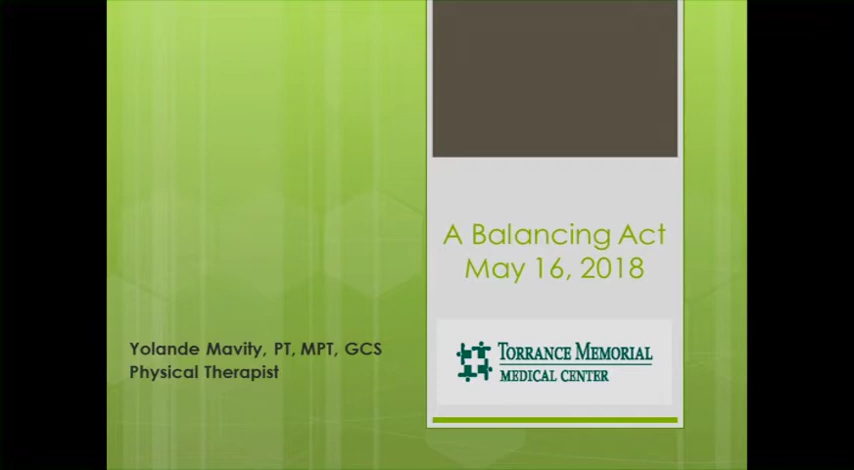 A Balancing Act
May 16, 2018
Yolande Mavity, PT, MPT, GCS
Physical Therapist
TORRANCE MEMORIAL
MEDICAL CENTER